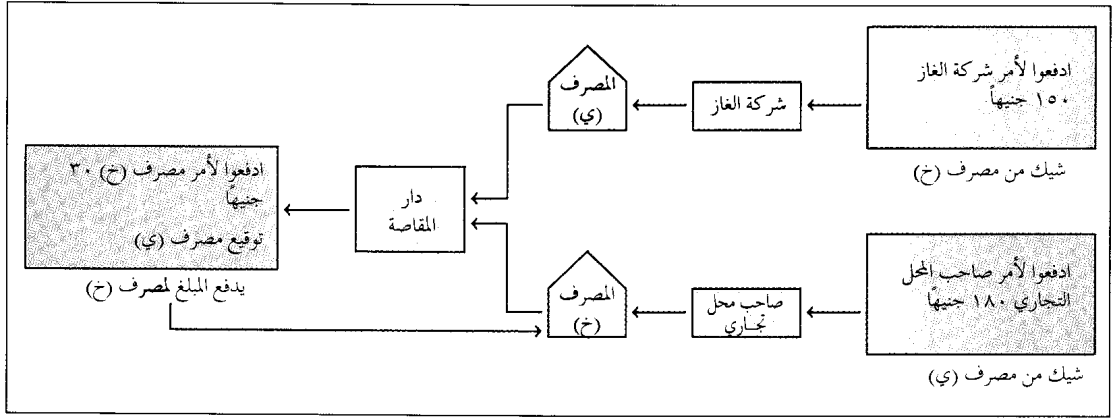 ادفعوا لأمر شركة الغاز
١٥٠ جنيهاً
شيك من مصرف (خ)
شركة الغاز
المصرف
(ي)
ادفعوا لأمر صاحب المحل
التجاري ١٨٠ جنيهاً
شيك من مصرف (ي)
صاحب محل
تجاري
المصرف
(خ)
دار
المقاصة
ادفعوا لأمر مصرف (خ) ٣٠
جنيهاً
توقيع مصرف (ي)
يدفع المبلغ لمصرف (خ)